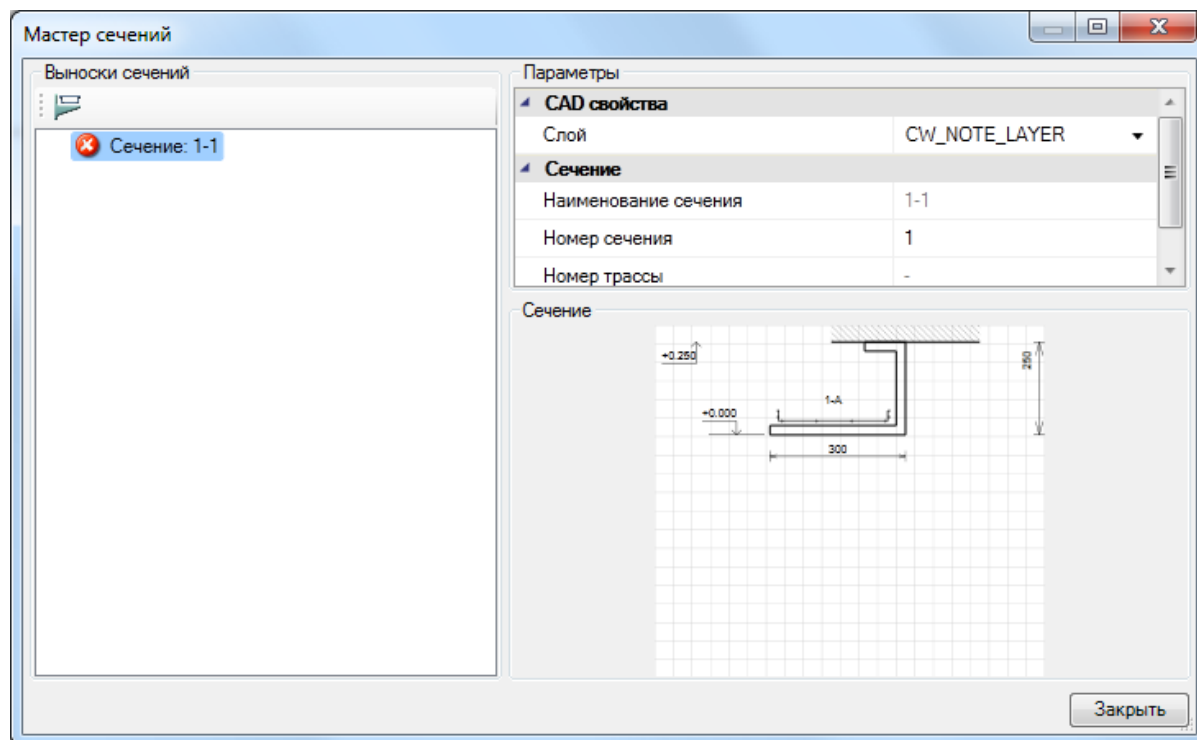 Мастер сечений
Выноски сечений
Сечение: 1-1
Параметры
CAD свойства
Слой CW_NOTE_LAYER
Сечение
Наименование сечения 1-1
Номер сечения 1
Номер трассы -
Сечение
+0.250
250
1-A
+0.000
300
Закрыть